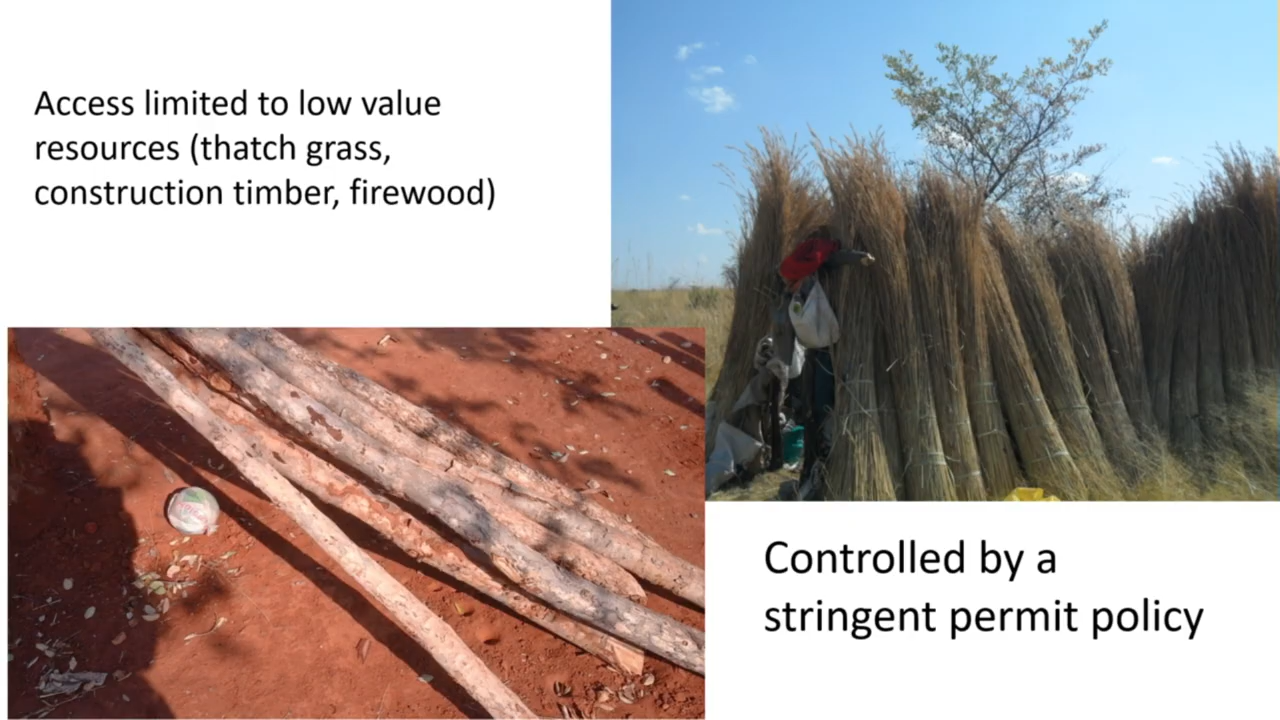 Access limited to low value
resources (thatch grass,
construction timber, firewood)
Controlled by a
stringent permit policy